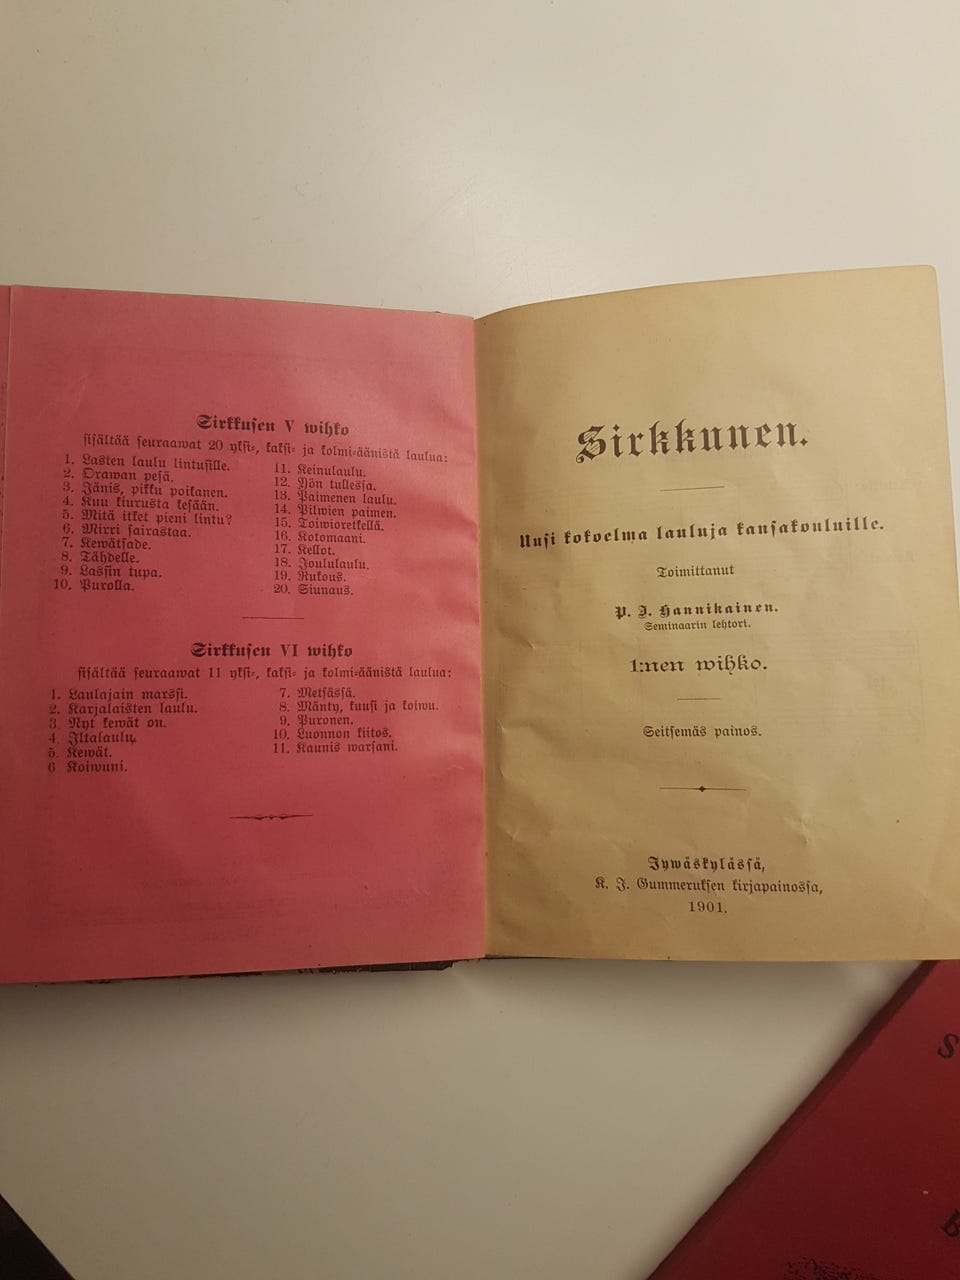 Sirkkusen V wihko
sisältää seuraawat 20 yksi=, kaksi= ja kolmi=äänistä laulua:
1. Lasten laulu lintusille.
2. Orawan pesä.
3. Jänis, pikku poikanen.
4. Kuu kiurusta kesään.
5. Mitä itket pieni lintu?
6. Mirri sairastaa.
7. Kewätsade.
8. Tähdelle.
9. Lassin tupa.
10. Purolla.
11. Keinulaulu.
12. Yön tullessa.
13. Paimenen laulu.
14. Pilwien paimen.
15. Toimioretkellä.
16. Kotomaani.
17. Kellot.
18. Joululaulu.
19. Rukous.
20. Siunaus.
Sirkkusen VI wihko
sisältää seuraawat 11 yksi=, kaksi= ja kolmi=äänistä laulua:
1. Laulajain marssi.
2. Karjalaisten laulu.
3. Nyt kewät on.
4. Iltalaulu.
5. Kewät.
6 Koiwuni.
7. Metsässä.
8. Mänty, kuusi ja koiwu.
9. Puronen.
10. Luonnon kiitos.
11. Kaunis warsani.
Sirkkunen.
Uusi kokoelma lauluja kansakouluille.
Toimittanut
P. J. Hannikainen.
Seminaarin lehtori.
1:nen wihko.
Seitsemäs painos.
Jywäskylässä,
K. J. Gummeruksen kirjapainossa,
1901.
S